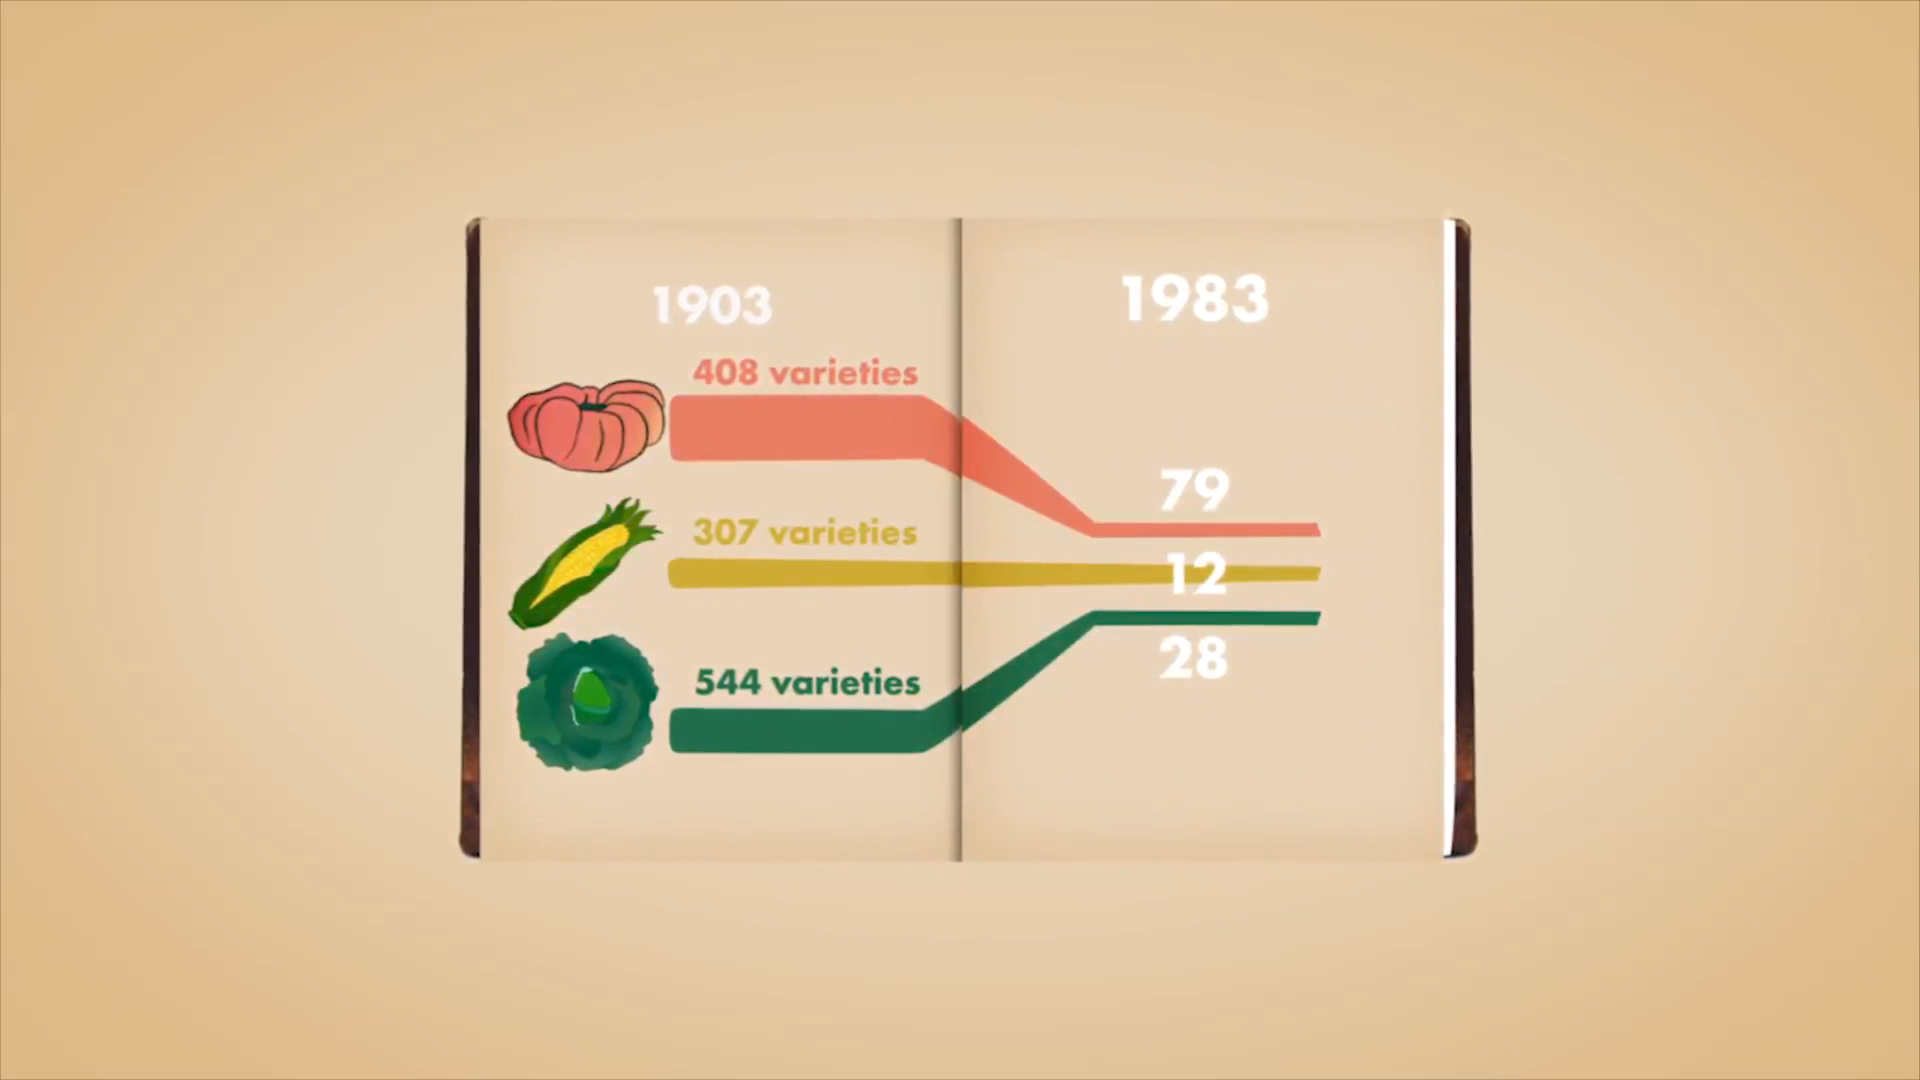 1903
1983
408 varieties
79
307 varieties
12
544 varieties
28